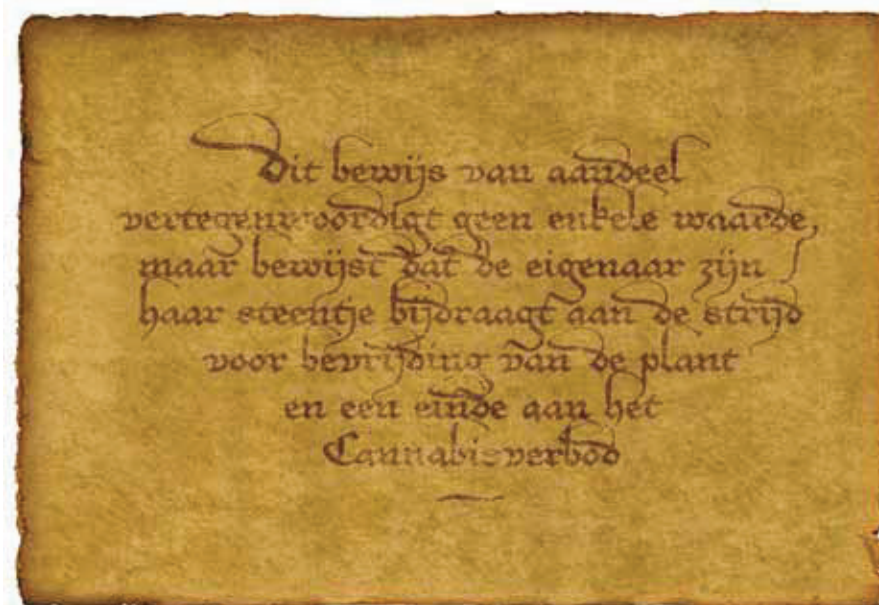 Dit bewijs van aandeel
vertegenwoordigt geen enkele waarde,
maar bewijst dat de eigenaar zijn /
haar steentje bijdraagt aan de strijd
voor bevrijding van de plant
en een einde aan het
Cannabisverbod